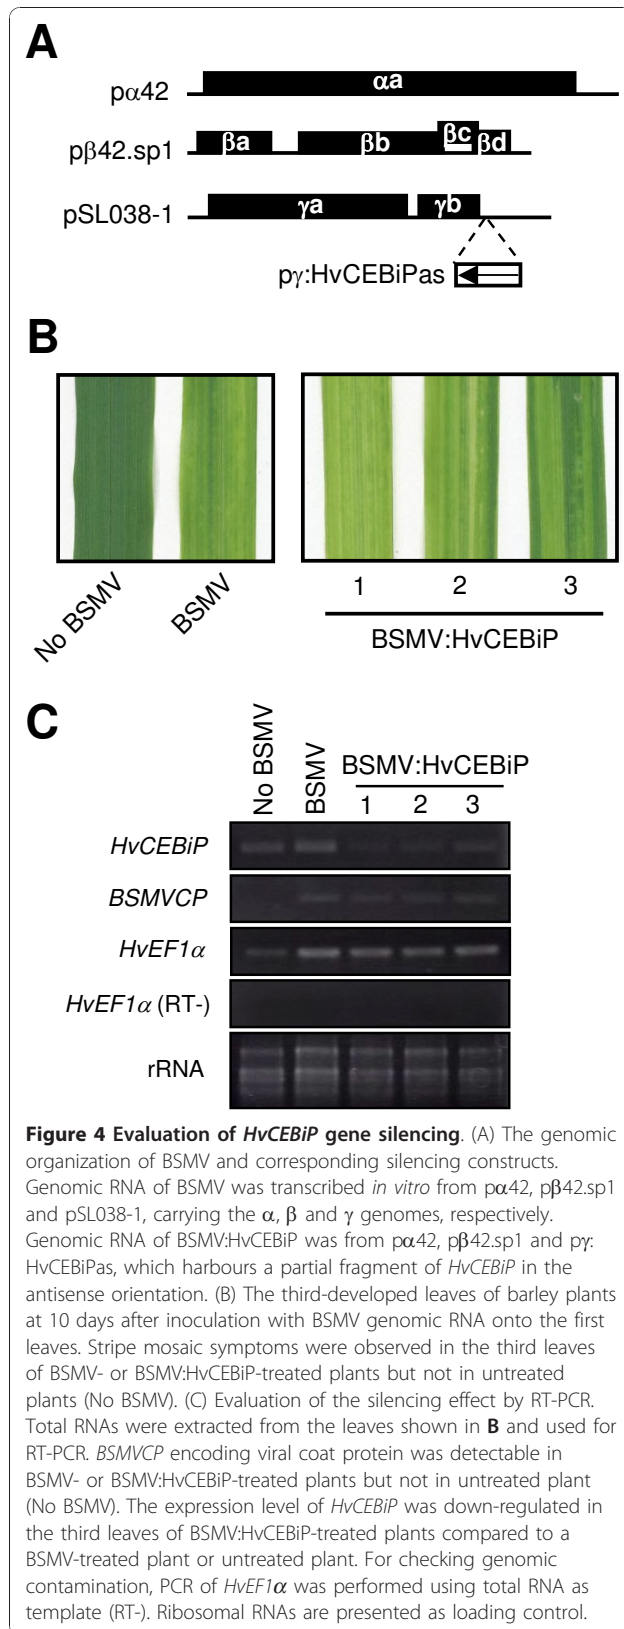 A
pα42
αa
pβ42.sp1
βa
βb
βc
βd
pSL038-1
γa
γb
pγ:HvCEBiPas
B
No BSMV
BSMV
1 2 3
BSMV:HvCEBiP
C
No BSMV
BSMV
BSMV:HvCEBiP
1 2 3
HvCEBiP
BSMVCP
HvEF1α
HvEF1α (RT-)
rRNA
Figure 4 Evaluation of HvCEBiP gene silencing. (A) The genomic
organization of BSMV and corresponding silencing constructs.
Genomic RNA of BSMV was transcribed in vitro from pα42, pβ42.sp1
and pSL038-1, carrying the α, β and γ genomes, respectively.
Genomic RNA of BSMV:HvCEBiP was from pα42, pβ42.sp1 and pγ:
HvCEBiPas, which harbours a partial fragment of HvCEBiP in the
antisense orientation. (B) The third-developed leaves of barley plants
at 10 days after inoculation with BSMV genomic RNA onto the first
leaves. Stripe mosaic symptoms were observed in the third leaves
of BSMV- or BSMV:HvCEBiP-treated plants but not in untreated
plants (No BSMV). (C) Evaluation of the silencing effect by RT-PCR.
Total RNAs were extracted from the leaves shown in B and used for
RT-PCR. BSMVCP encoding viral coat protein was detectable in
BSMV- or BSMV:HvCEBiP-treated plants but not in untreated plant
(No BSMV). The expression level of HvCEBiP was down-regulated in
the third leaves of BSMV:HvCEBiP-treated plants compared to a
BSMV-treated plant or untreated plant. For checking genomic
contamination, PCR of HvEF1α was performed using total RNA as
template (RT-). Ribosomal RNAs are presented as loading control.